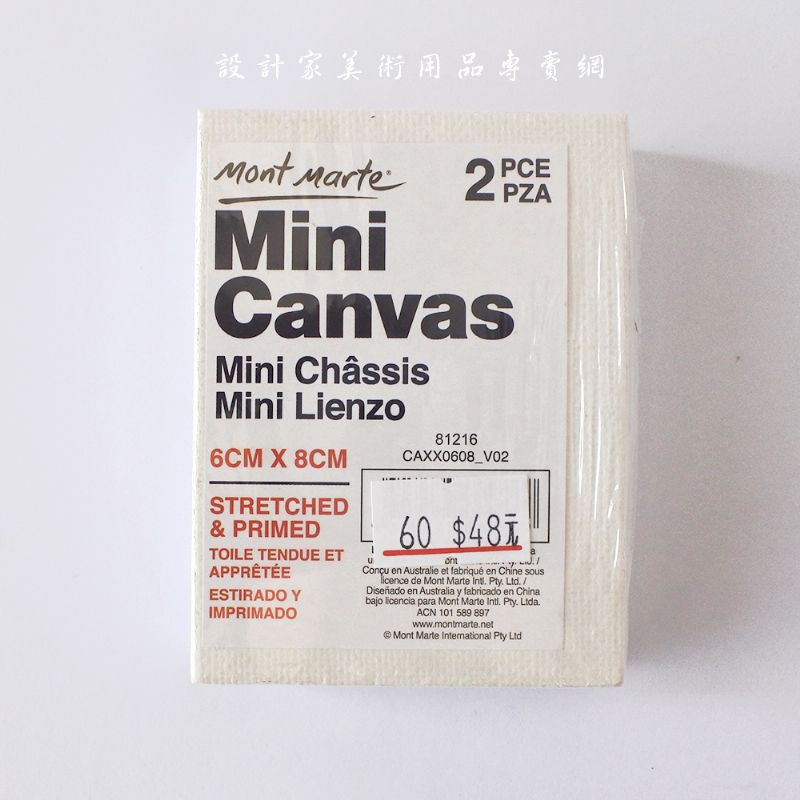 設計家美術用品專賣網
mont marte®
2 PCE
PZA
Mini
Canvas
Mini Châssis
Mini Lienzo
81216
CAXX0608_V02
6CM X 8CM
STRETCHED
& PRIMED
TOILE TENDUE ET
APPRÊTÉE
ESTIRADO Y
IMPRIMADO
60 $48元
Conçu en Australie et fabriqué en Chine sous
licence de Mont Marte Intl. Pty. Ltd. /
Diseñado en Australia y fabricado en China
bajo licencia para Mont Marte Intl. Pty. Ltda.
ACN 101 589 897
www.montmarte.net
© Mont Marte International Pty Ltd